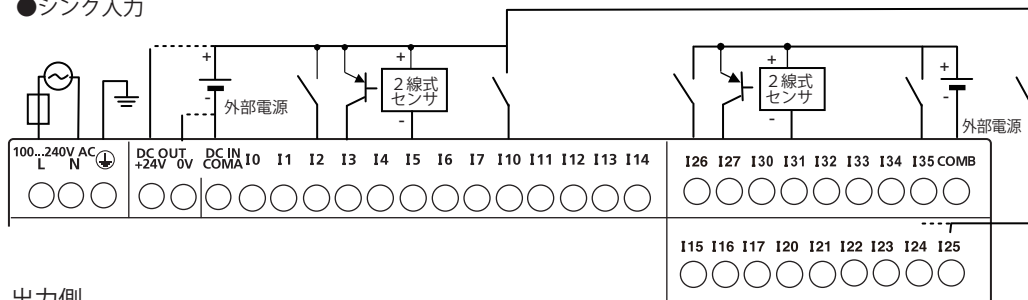 ●シンク入力
+
-
外部電源
+
2線式
センサ
-
+
2線式
センサ
-
+
-
外部電源
100...240V AC
L N
DC OUT
+24V 0V
DC IN
COMA
I0 I1 I2 I3 I4 I5 I6 I7 I10 I11 I12 I13 I14
I26 I27 I30 I31 I32 I33 I34 I35 COMB
I15 I16 I17 I20 I21 I22 I23 I24 I25
出力側